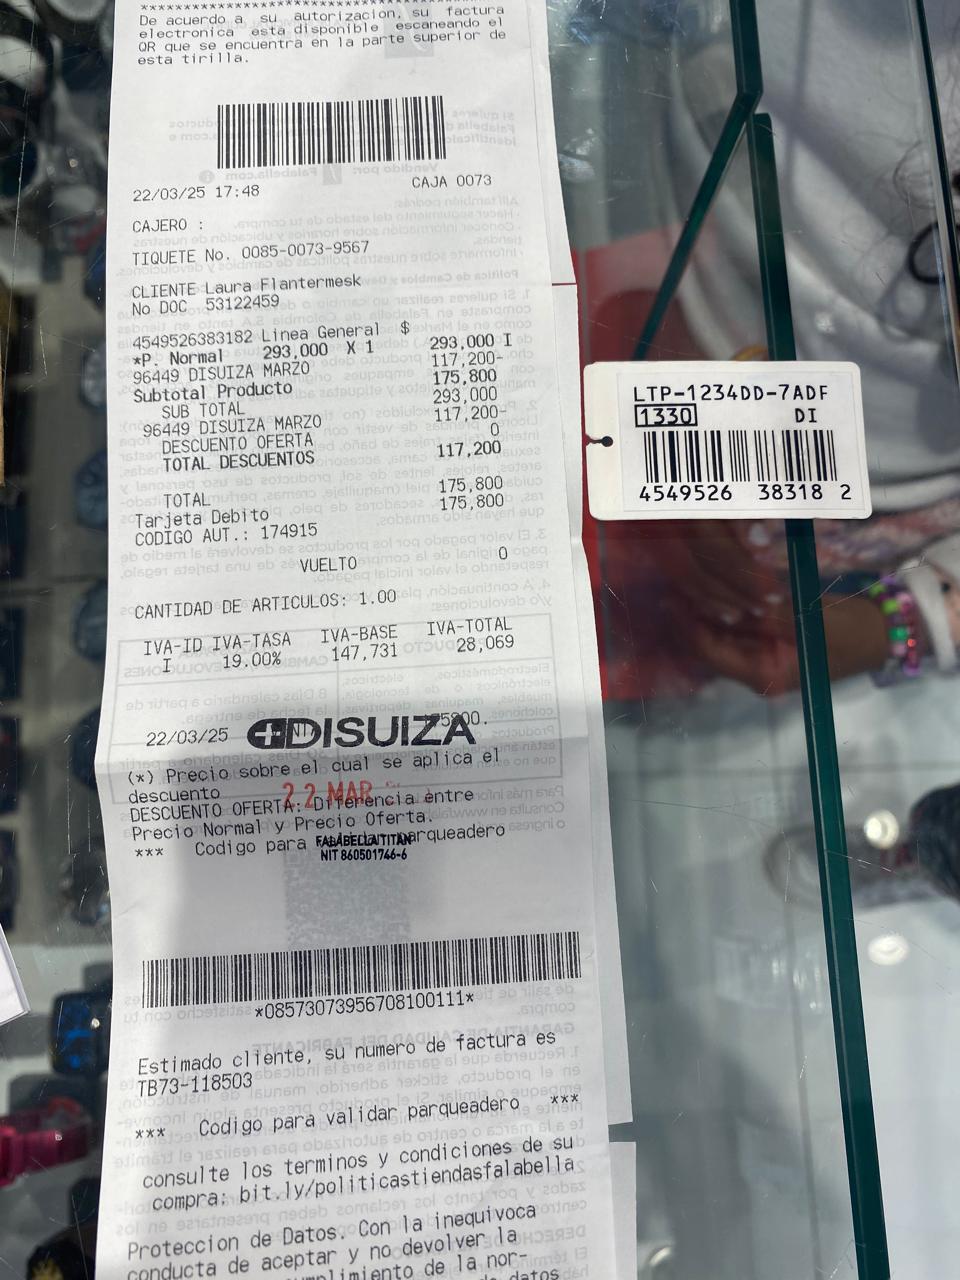 De acuerdo a su autorizacion, su factura
electronica esta disponible escaneando el
QR que se encuentra en la parte superior de
esta tirilla.
22/03/25 17:48 CAJA 0073
CAJERO :
TIQUETE No. 0085-0073-9567
CLIENTE Laura Flantermesk
No DOC 53122459
4549526383182 Linea General $
*P. Normal 293,000 X 1 293,000 I
96449 DISUIZA MARZO 117,200-
Subtotal Producto 175,800
SUB TOTAL 293,000
96449 DISUIZA MARZO 117,200-
DESCUENTO OFERTA 0
TOTAL DESCUENTOS 117,200
TOTAL 175,800
Tarjeta Debito 175,800
CODIGO AUT.: 174915
VUELTO 0
CANTIDAD DE ARTICULOS: 1.00
IVA-ID IVA-TASA IVA-BASE IVA-TOTAL
I 19.00% 147,731 28,069
22/03/25 DISUIZA
(*) Precio sobre el cual se aplica el
descuento
22 MAR
DESCUENTO OFERTA: Diferencia entre
Precio Normal y Precio Oferta.
*** Codigo para parqueadero
FALABELLA TITAN
NIT 860501746-6
*08573073956708100111*
Estimado cliente, su numero de factura es
TB73-118503
*** Codigo para validar parqueadero ***
consulte los terminos y condiciones de su
compra: bit.ly/politicastiendasfalabella
Proteccion de Datos. Con la inequivoca
conducta de aceptar y no devolver la
de la nor-
datos
LTP-1234DD-7ADF
1330 DI
4549526 38318 2